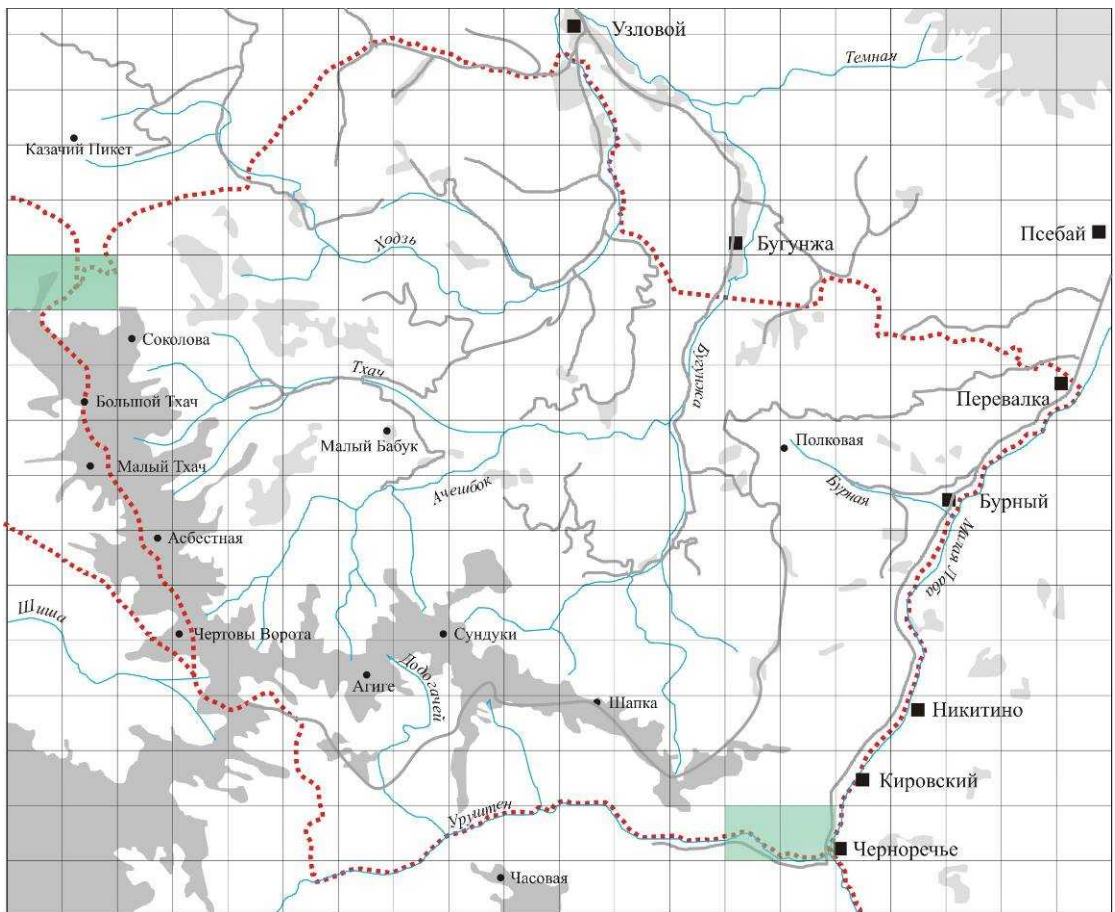 Узловой
Темная
Казачий Пикет
Псебай
Ходзь
Бугунжа
Соколова
Бугунжа
Тхач
Большой Тхач
Перевалка
Малый Бабук
Полковая
Малый Тхач
Ачешбок
Бурная
Бурный
Асбестная
Малая Лаба
Шиша
Чертовы Ворота
Сундуки
Додогачей
Агиге
Шапка
Никитино
Кировский
Уруштен
Черноречье
Часовая